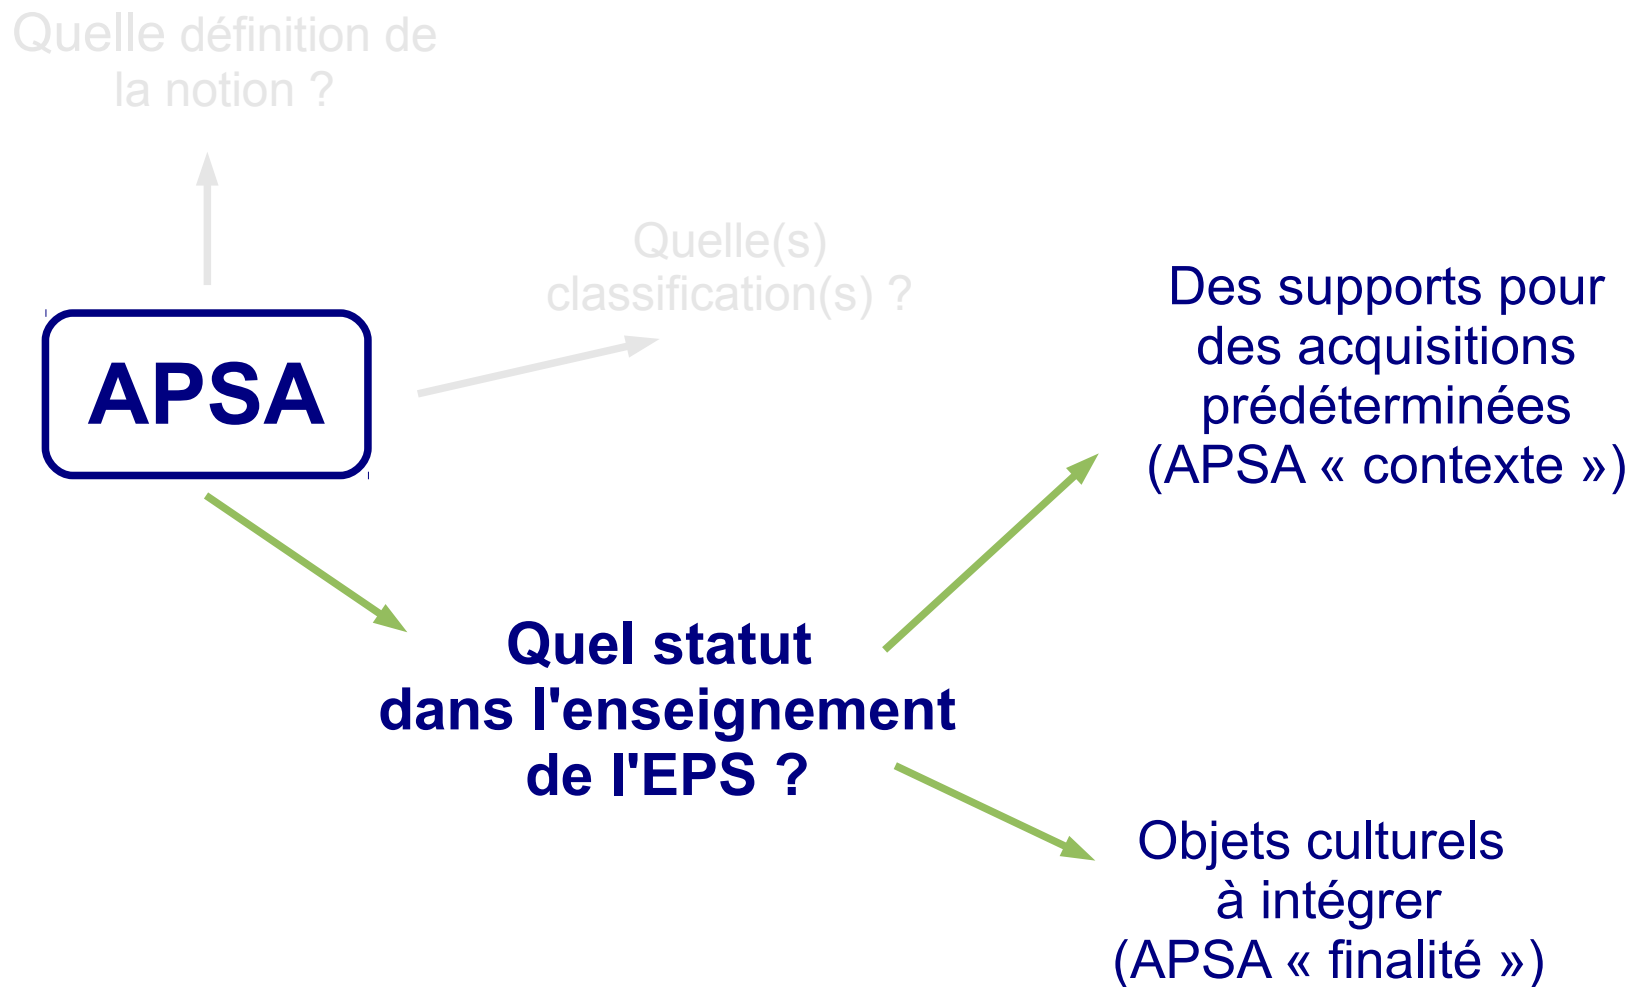 Quelle définition de
la notion ?
Quelle(s)
classification(s) ?
APSA
Des supports pour
des acquisitions
prédéterminées
(APSA « contexte »)
Quel statut
dans l'enseignement
de l'EPS ?
Objets culturels
à intégrer
(APSA « finalité »)